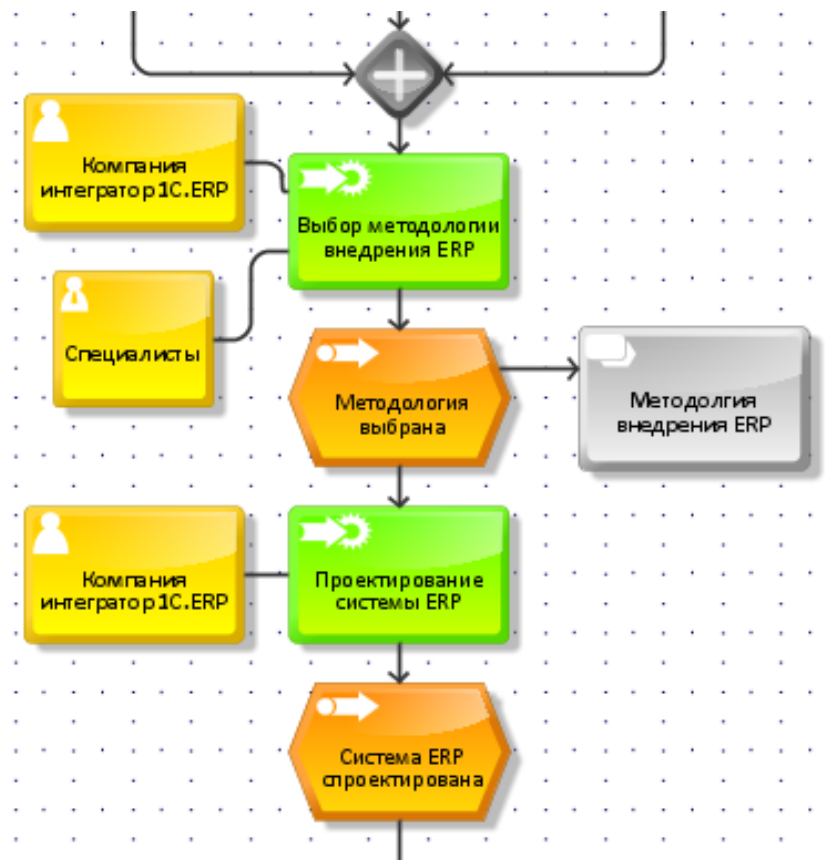 Компания
интегратор 1С.ERP
Выбор методологии
внедрения ERP
Специалисты
Методология
выбрана
Методолгия
внедрения ERP
Компания
интегратор 1С.ERP
Проектирование
системы ERP
Система ERP
спроектирована